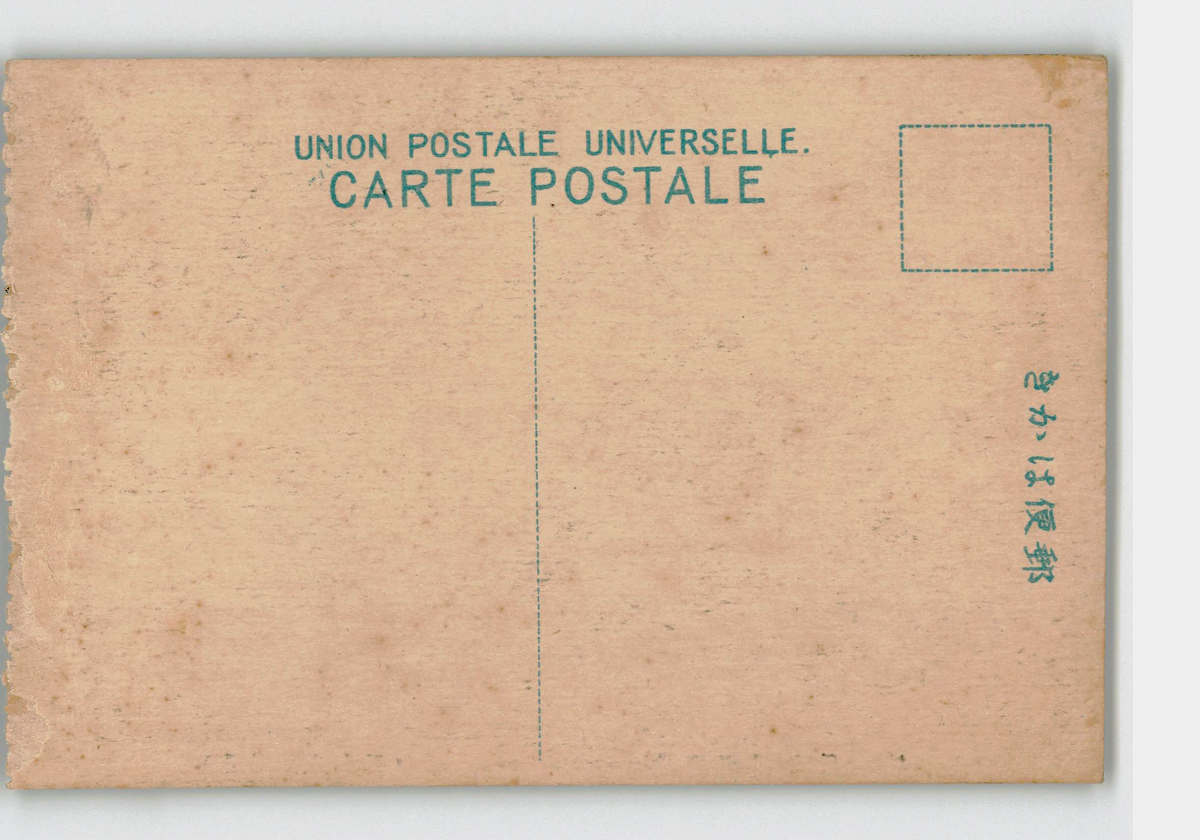 UNION POSTALE UNIVERSELLE.
CARTE POSTALE
郵便はかき